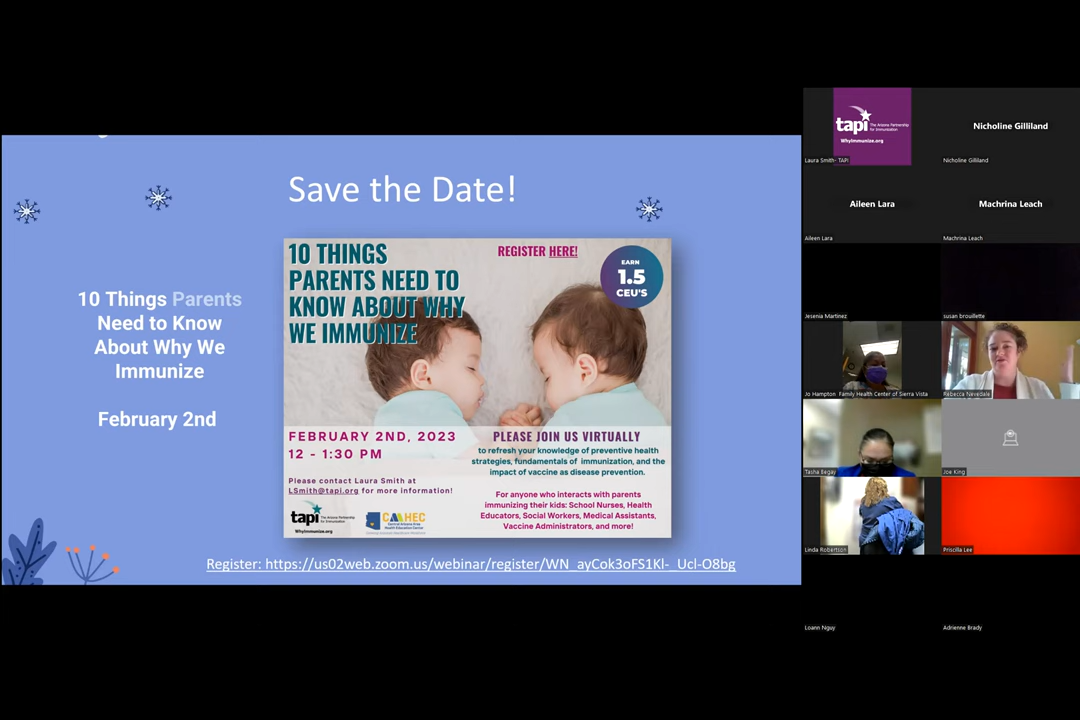 Save the Date!
10 Things Parents
Need to Know
About Why We
Immunize
February 2nd
10 THINGS
PARENTS NEED TO
KNOW ABOUT WHY
WE IMMUNIZE
REGISTER HERE!
EARN
1.5
CEU'S
FEBRUARY 2ND, 2023
12 - 1:30 PM
Please contact Laura Smith at
LSmith@tapi.org for more information!
tapi The Arizona Partnership
for Immunization
WhyImmunize.org
PLEASE JOIN US VIRTUALLY
to refresh your knowledge of preventive health
strategies, fundamentals of immunization, and the
impact of vaccine as disease prevention.
For anyone who interacts with parents
immunizing their kids: School Nurses, Health
Educators, Social Workers, Medical Assistants,
Vaccine Administrators, and more!
Register: https://us02web.zoom.us/webinar/register/WN_ayCok3oFS1Kl-_Ucl-O8bg
tapi The Arizona Partnership
for Immunization
WhyImmunize.org
Laura Smith- TAPI
Nicholine Gilliland
Nicholine Gilliland
Aileen Lara
Aileen Lara
Machrina Leach
Machrina Leach
Jesenia Martinez
susan brouillette
Jo Hampton Family Health Center of Sierra Vista
Rebecca Nevedale
Tasha Begay
Joe King
Linda Robertson
Priscilla Lee
Loann Nguy
Adrienne Brady